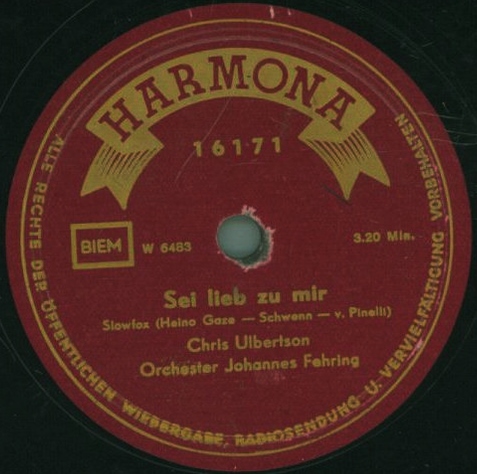 HARMONA
16171
BIEM
W 6483
3.20 Min.
Sei lieb zu mir
Slowfox (Heino Gaze — Schwenn — v. Pinelli)
Chris Ulbertson
Orchester Johannes Fehring
ALLE RECHTE DER ÖFFENTLICHEN WIEDERGABE, RADIOSENDUNG U. VERVIELFÄLTIGUNG VORBEHALTEN